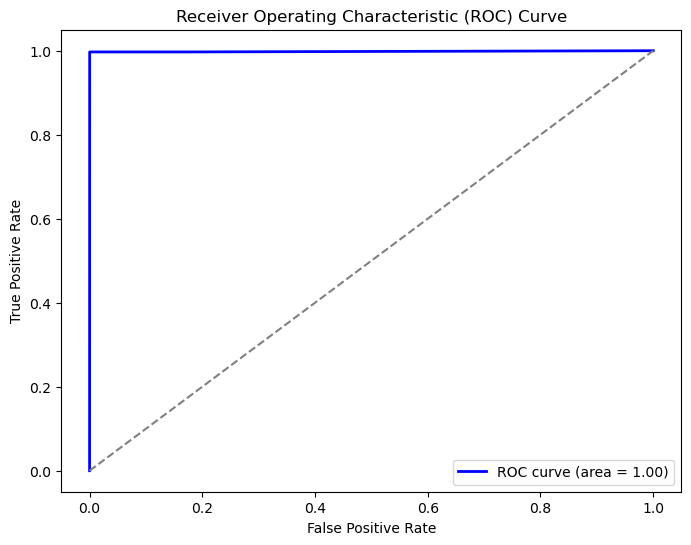 Receiver Operating Characteristic (ROC) Curve
1.0
0.8
0.6
0.4
0.2
0.0
True Positive Rate
ROC curve (area = 1.00)
0.0 0.2 0.4 0.6 0.8 1.0
False Positive Rate